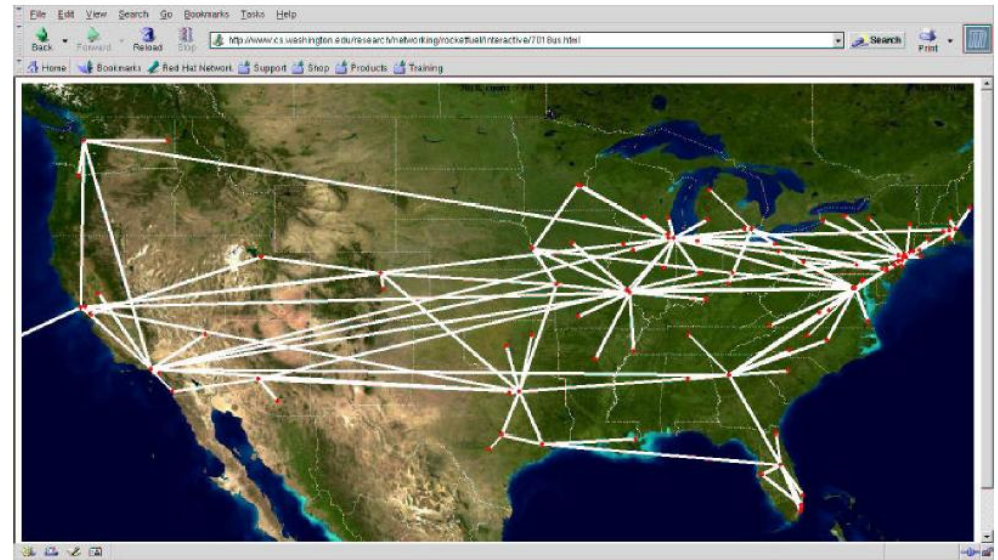 File Edit View Search Go Bookmarks Tasks Help
Back Forward Reload Stop http://www.cs.washington.edu/research/networking/rocketfuel/interactive/7018us.html Search Print
Home Bookmarks Red Hat Network Support Shop Products Training